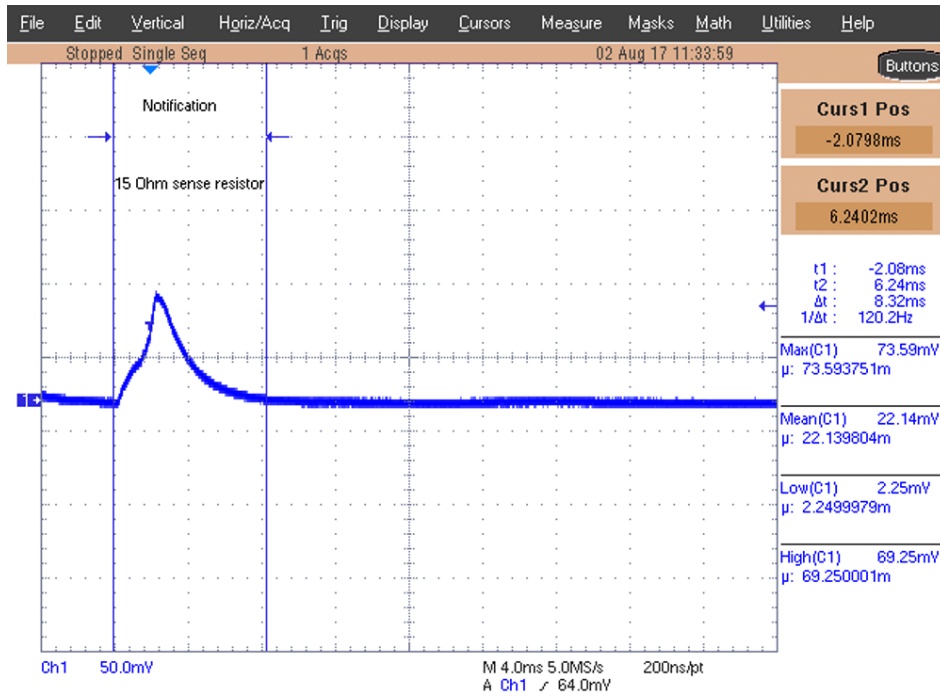 File Edit Vertical Horiz/Acq Trig Display Cursors Measure Masks Math Utilities Help
Stopped Single Seq 1 Acqs 02 Aug 17 11:33:59
Buttons
Notification
15 Ohm sense resistor
Curs1 Pos
-2.0798ms
Curs2 Pos
6.2402ms
t1 : -2.08ms
t2 : 6.24ms
Δt : 8.32ms
1/Δt : 120.2Hz
Max(C1) 73.59mV
µ: 73.593751m
Mean(C1) 22.14mV
µ: 22.139804m
Low(C1) 2.25mV
µ: 2.2499979m
High(C1) 69.25mV
µ: 69.250001m
1
T
Ch1 50.0mV M 4.0ms 5.0MS/s 200ns/pt
A Ch1 / 64.0mV